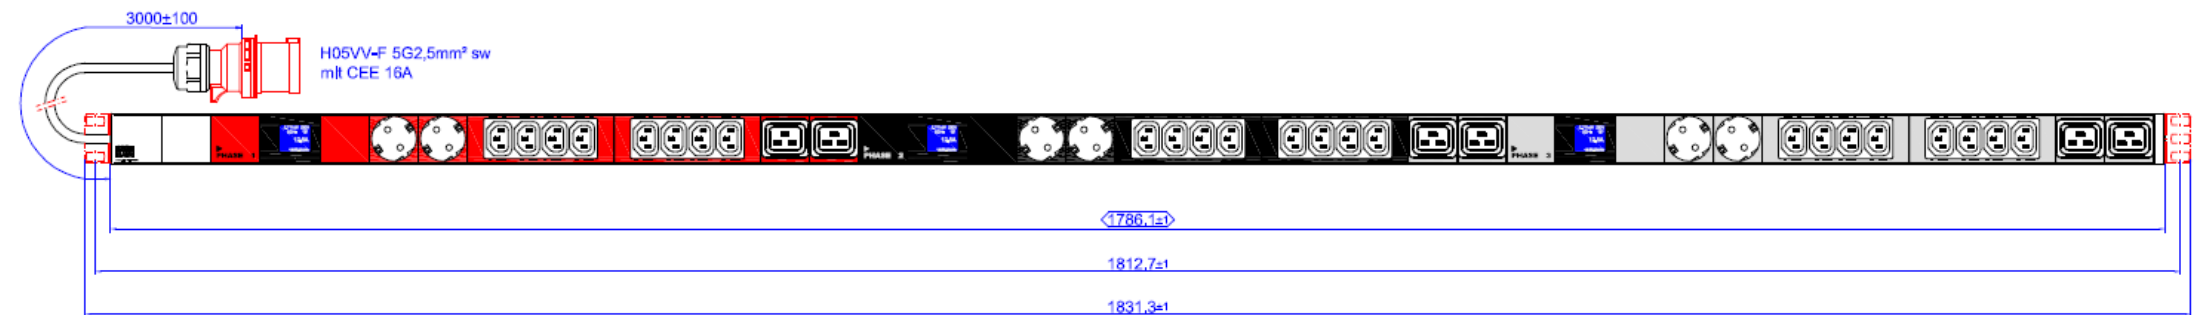 3000±100
H05VV-F 5G2,5mm² sw
mit CEE 16A
PHASE 1
PHASE 2
PHASE 3
1786,1±1
1812,7±1
1831,3±1